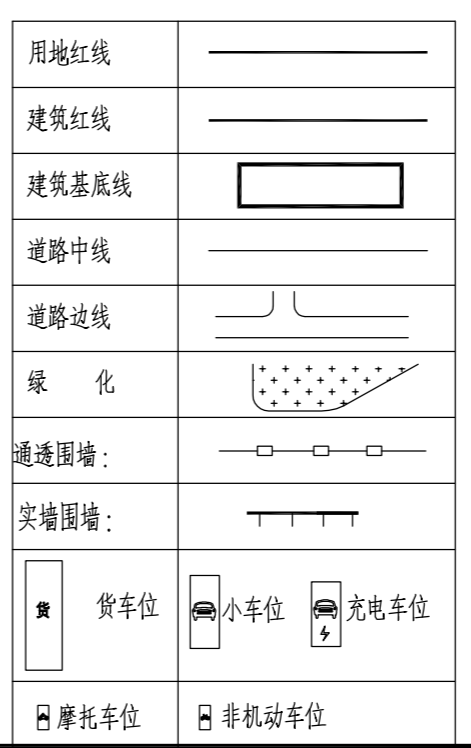 用地红线
建筑红线
建筑基底线
道路中线
道路边线
绿 化
通透围墙:
实墙围墙:
货 货车位 小车位 充电车位
摩托车位 非机动车位